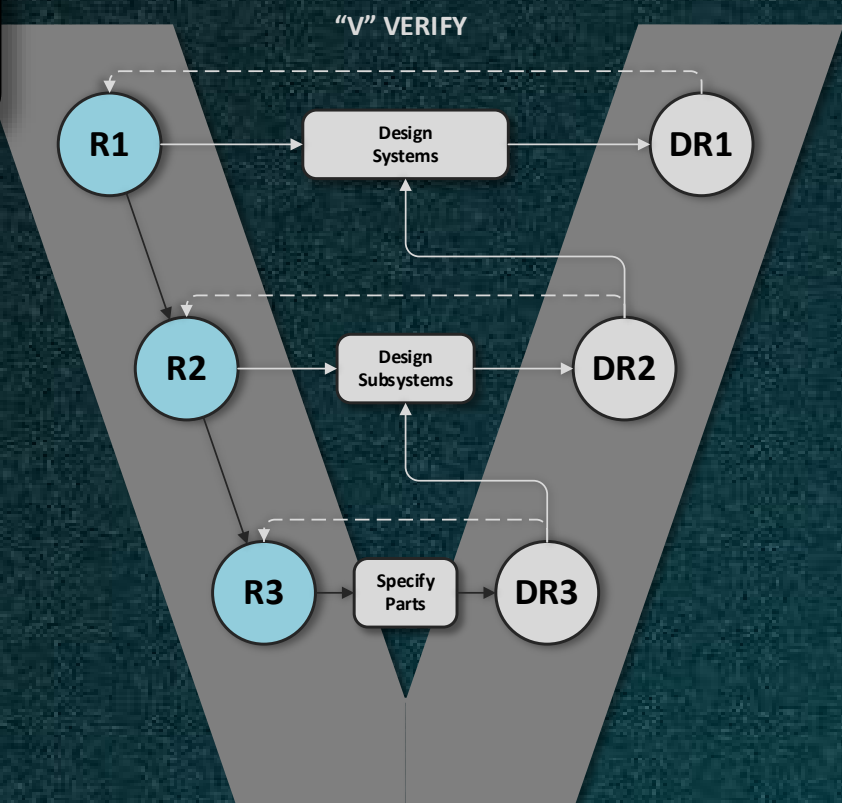 “V” VERIFY
R1
Design
Systems
DR1
R2
Design
Subsystems
DR2
R3
Specify
Parts
DR3